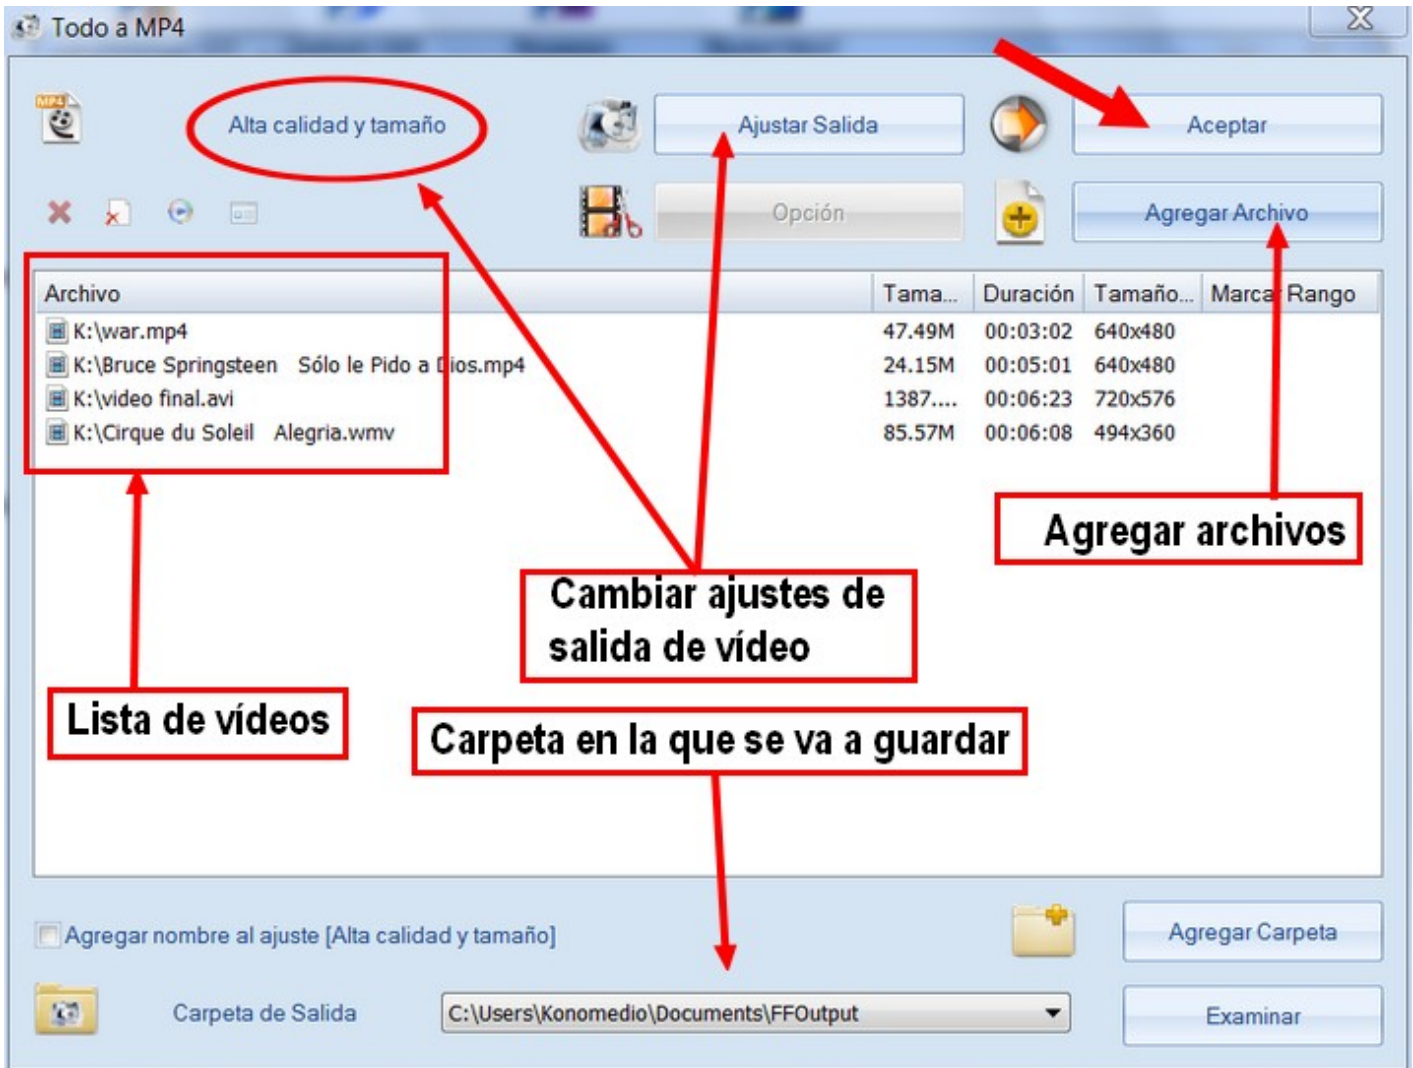 Todo a MP4
MP4
Alta calidad y tamaño
Ajustar Salida
Aceptar
Opción
Agregar Archivo
Archivo
Tama...
Duración
Tamaño...
Marcar Rango
K:\war.mp4
47.49M
00:03:02
640x480
K:\Bruce Springsteen   Sólo le Pido a Dios.mp4
24.15M
00:05:01
640x480
K:\video final.avi
1387....
00:06:23
720x576
K:\Cirque du Soleil   Alegria.wmv
85.57M
00:06:08
494x360
Agregar archivos
Cambiar ajustes de
salida de vídeo
Lista de vídeos
Carpeta en la que se va a guardar
Agregar nombre al ajuste [Alta calidad y tamaño]
Agregar Carpeta
Carpeta de Salida
C:\Users\Konomedio\Documents\FFOutput
Examinar